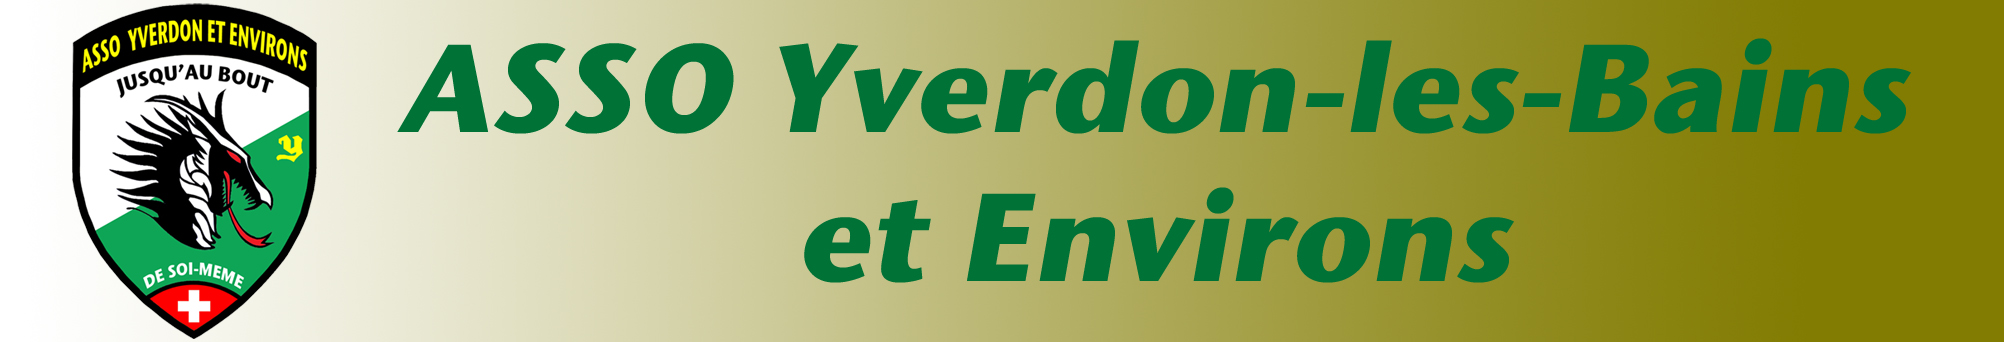 ASSO YVERDON ET ENVIRONS
JUSQU'AU BOUT
Y
DE SOI-MEME
ASSO Yverdon-les-Bains
et Environs